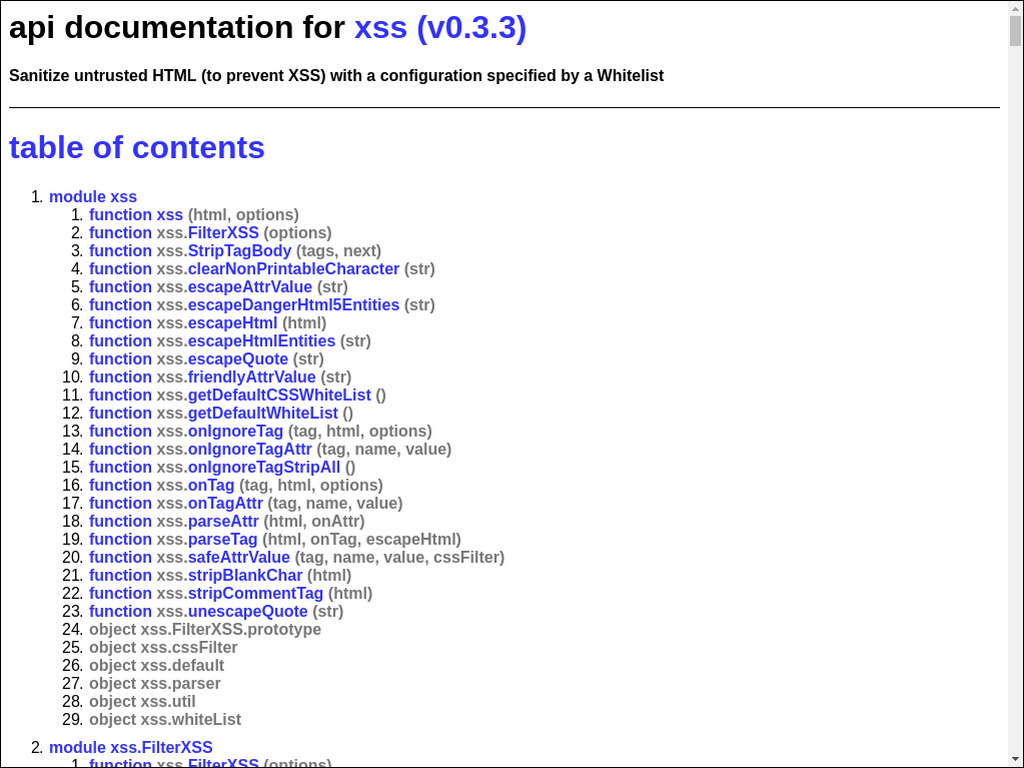 api documentation for xss (v0.3.3)
Sanitize untrusted HTML (to prevent XSS) with a configuration specified by a Whitelist
table of contents
1. module xss
1. function xss (html, options)
2. function xss.FilterXSS (options)
3. function xss.StripTagBody (tags, next)
4. function xss.clearNonPrintableCharacter (str)
5. function xss.escapeAttrValue (str)
6. function xss.escapeDangerHtml5Entities (str)
7. function xss.escapeHtml (html)
8. function xss.escapeHtmlEntities (str)
9. function xss.escapeQuote (str)
10. function xss.friendlyAttrValue (str)
11. function xss.getDefaultCSSWhiteList ()
12. function xss.getDefaultWhiteList ()
13. function xss.onIgnoreTag (tag, html, options)
14. function xss.onIgnoreTagAttr (tag, name, value)
15. function xss.onIgnoreTagStripAll ()
16. function xss.onTag (tag, html, options)
17. function xss.onTagAttr (tag, name, value)
18. function xss.parseAttr (html, onAttr)
19. function xss.parseTag (html, onTag, escapeHtml)
20. function xss.safeAttrValue (tag, name, value, cssFilter)
21. function xss.stripBlankChar (html)
22. function xss.stripCommentTag (html)
23. function xss.unescapeQuote (str)
24. object xss.FilterXSS.prototype
25. object xss.cssFilter
26. object xss.default
27. object xss.parser
28. object xss.util
29. object xss.whiteList
2. module xss.FilterXSS
1. function xss.FilterXSS (options)